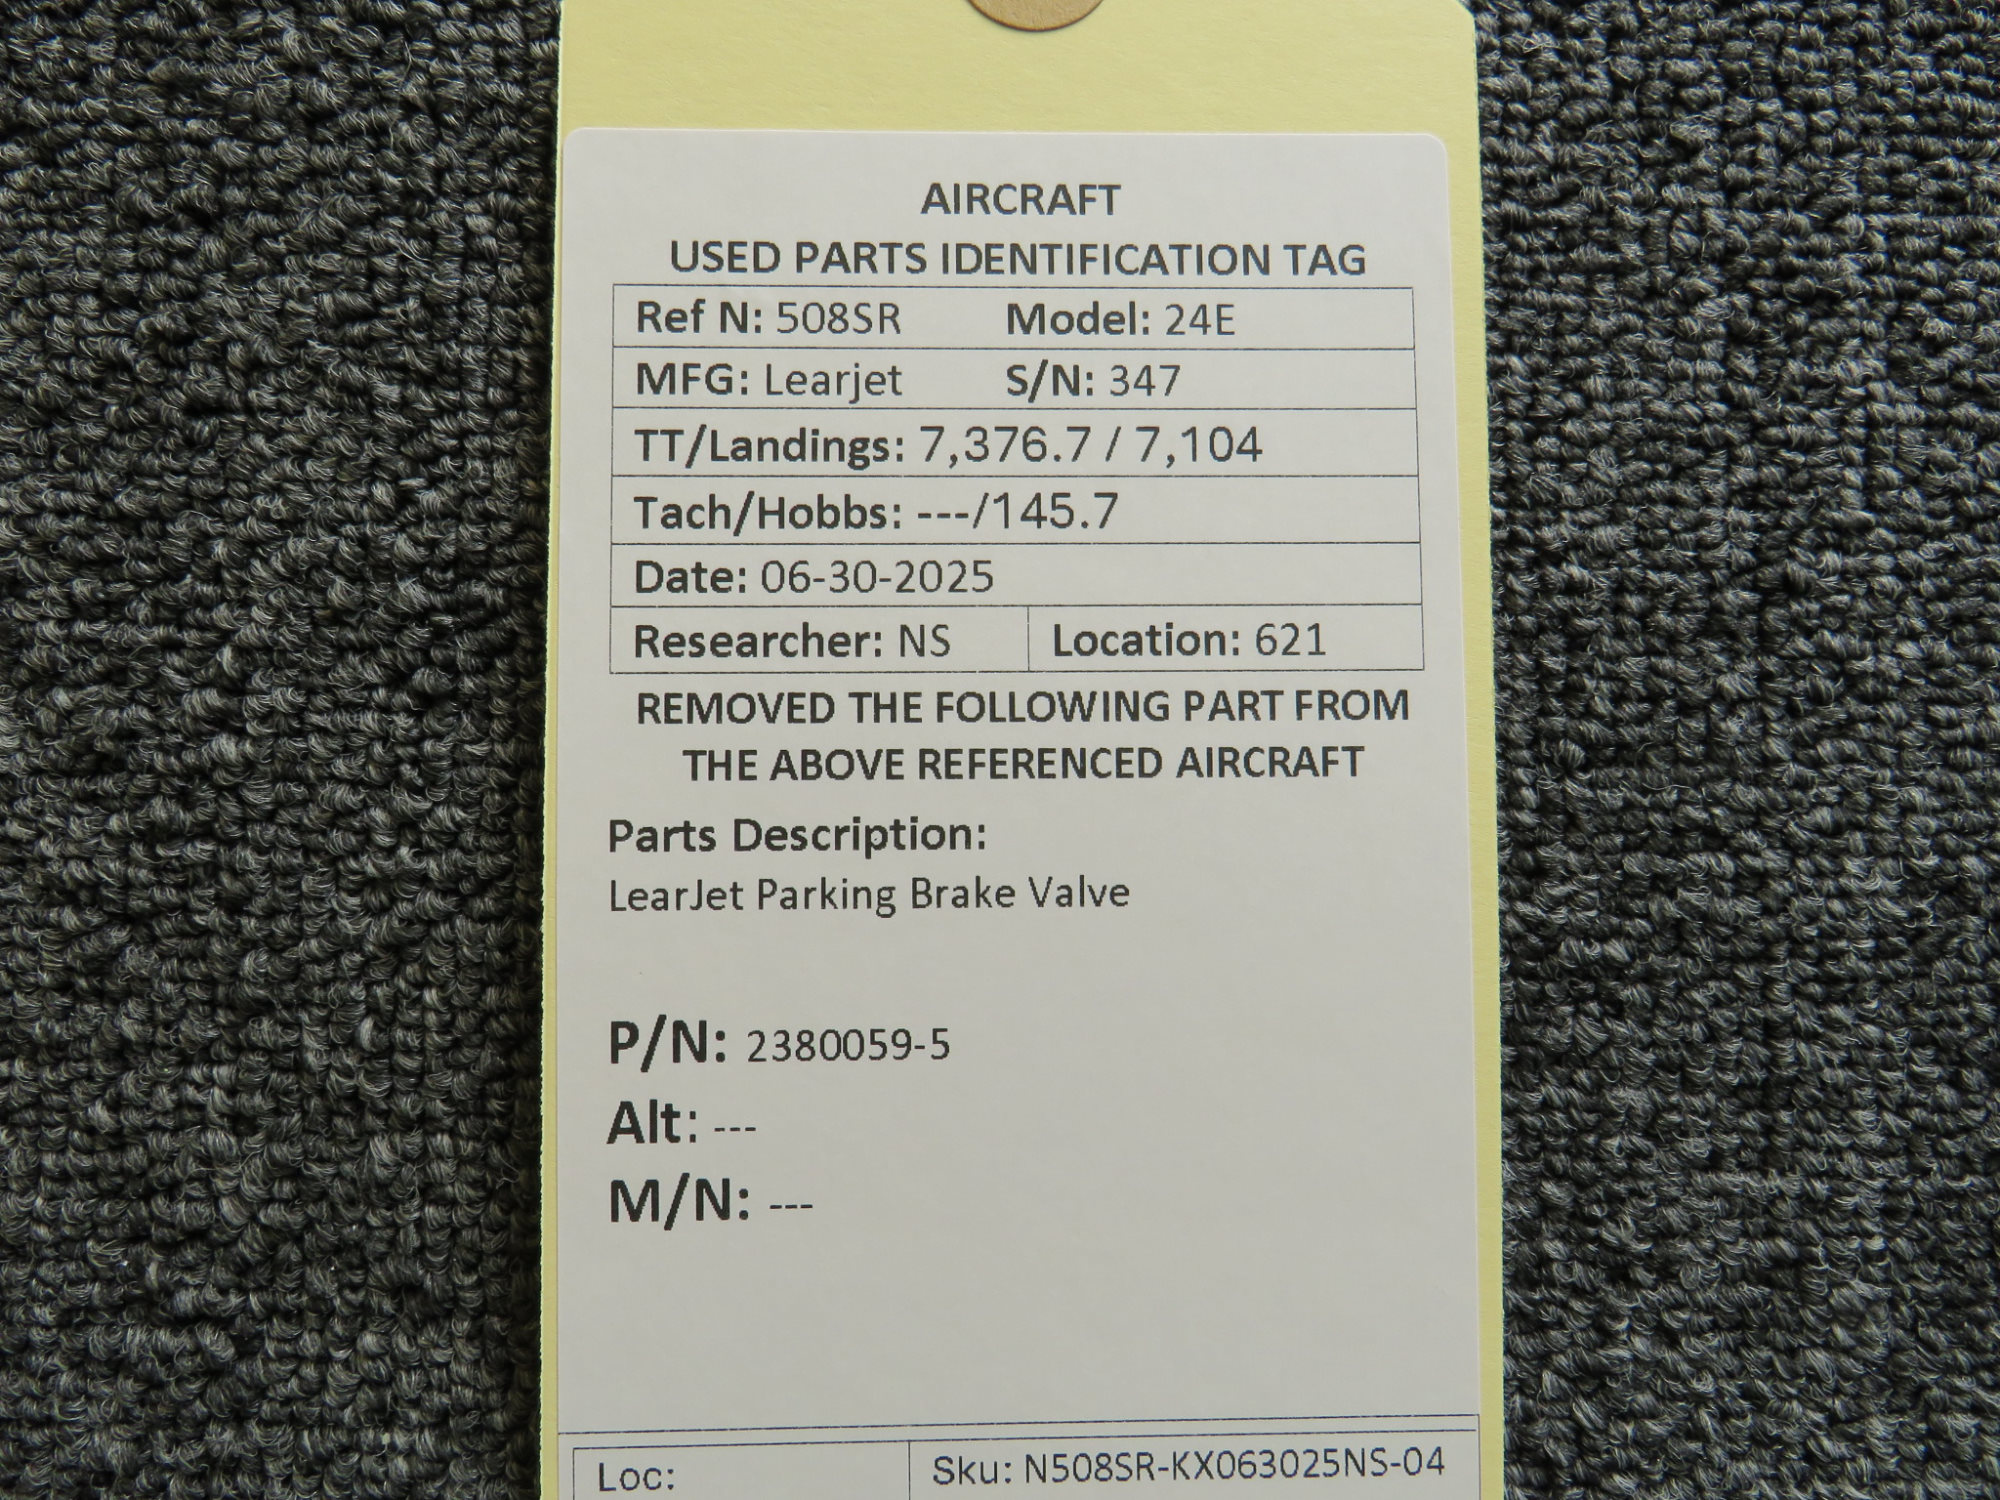 AIRCRAFT
USED PARTS IDENTIFICATION TAG
Ref N: 508SR Model: 24E
MFG: Learjet S/N: 347
TT/Landings: 7,376.7 / 7,104
Tach/Hobbs: ---/145.7
Date: 06-30-2025
Researcher: NS Location: 621
REMOVED THE FOLLOWING PART FROM
THE ABOVE REFERENCED AIRCRAFT
Parts Description:
LearJet Parking Brake Valve
P/N: 2380059-5
Alt: ---
M/N: ---
Loc: Sku: N508SR-KX063025NS-04